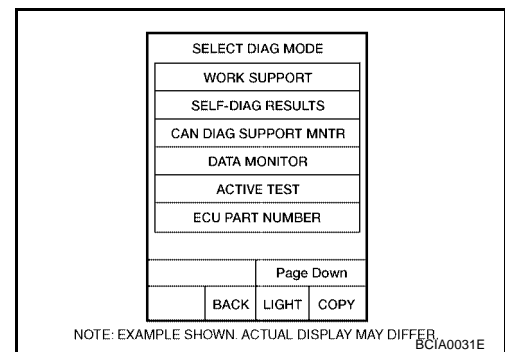 SELECT DIAG MODE
WORK SUPPORT
SELF-DIAG RESULTS
CAN DIAG SUPPORT MNTR
DATA MONITOR
ACTIVE TEST
ECU PART NUMBER
Page Down
BACK LIGHT COPY
NOTE: EXAMPLE SHOWN. ACTUAL DISPLAY MAY DIFFER.
BCIA0031E